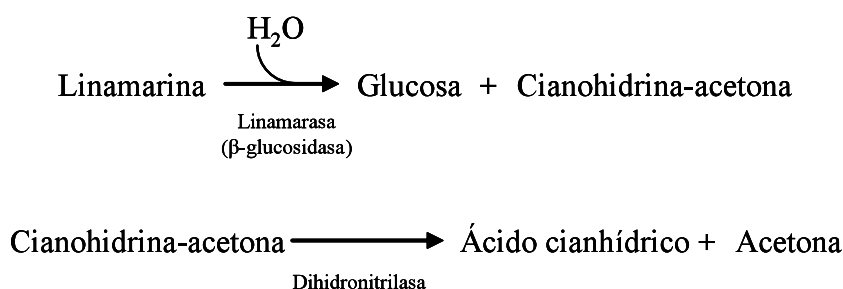 H₂O
Linamarina Glucosa + Cianohidrina-acetona
Linamarasa
(β-glucosidasa)
Cianohidrina-acetona Ácido cianhídrico + Acetona
Dihidronitrilasa